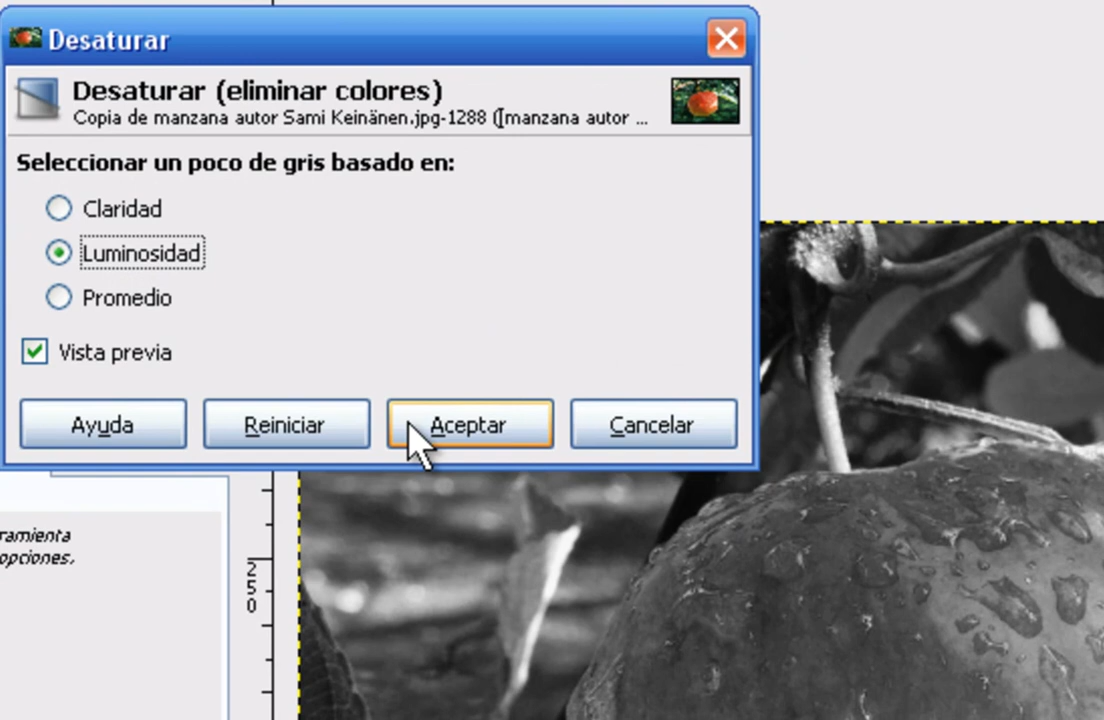 Desaturar
Desaturar (eliminar colores)
Copia de manzana autor Sami Keinänen.jpg-1288 ([manzana autor ...
Seleccionar un poco de gris basado en:
Claridad
Luminosidad
Promedio
Vista previa
Ayuda
Reiniciar
Aceptar
Cancelar
ramienta
opciones.
250